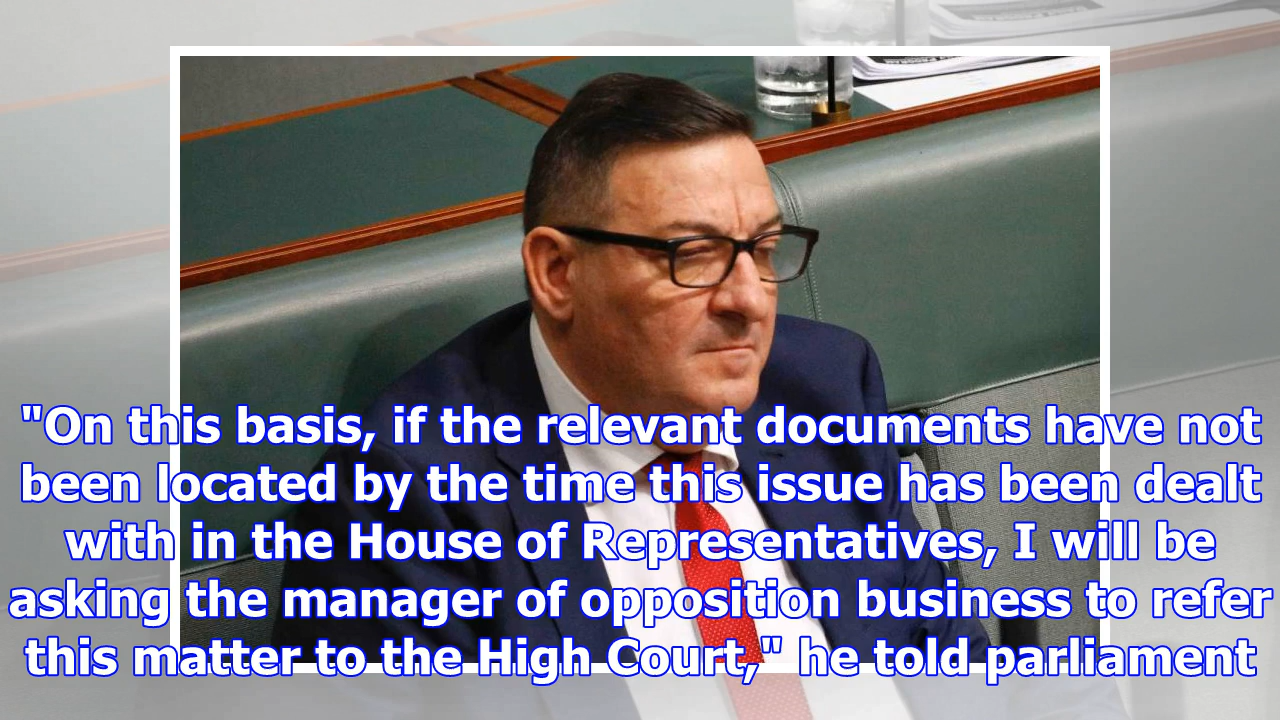 "On this basis, if the relevant documents have not
been located by the time this issue has been dealt
with in the House of Representatives, I will be
asking the manager of opposition business to refer
this matter to the High Court," he told parliament